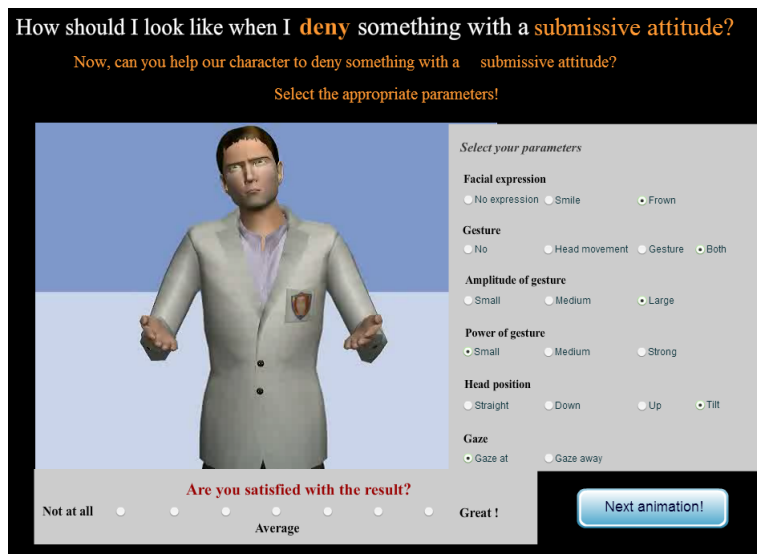 How should I look like when I deny something with a submissive attitude?
Now, can you help our character to deny something with a submissive attitude?
Select the appropriate parameters!
Select your parameters
Facial expression
No expression Smile Frown
Gesture
No Head movement Gesture Both
Amplitude of gesture
Small Medium Large
Power of gesture
Small Medium Strong
Head position
Straight Down Up Tilt
Gaze
Gaze at Gaze away
Are you satisfied with the result?
Not at all Great !
Average
Next animation!